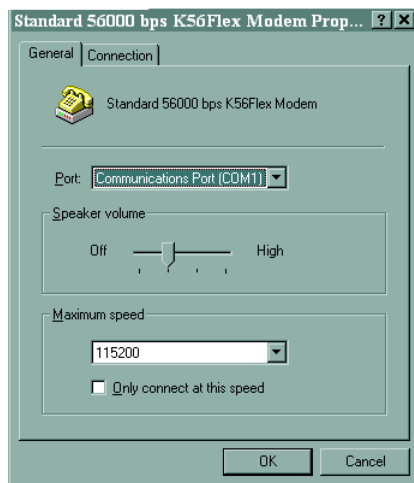 Standard 56000 bps K56Flex Modem Prop...
General Connection
Standard 56000 bps K56Flex Modem
Port: Communications Port (COM1)
Speaker volume
Off High
Maximum speed
115200
Only connect at this speed
OK Cancel